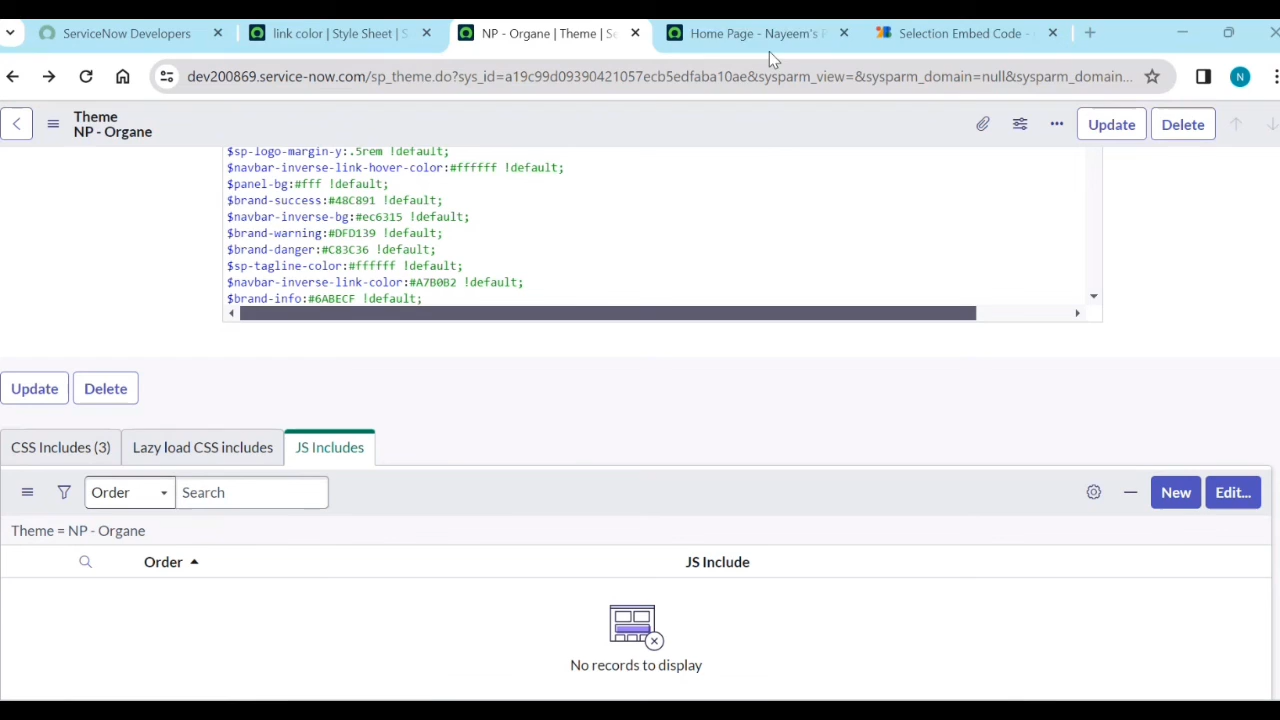 ServiceNow Developers
link color | Style Sheet | S
NP - Organe | Theme | Se
Home Page - Nayeem's P
Selection Embed Code -
dev200869.service-now.com/sp_theme.do?sys_id=a19c99d09390421057ecb5edfaba10ae&sysparm_view=&sysparm_domain=null&sysparm_domain...
N
Theme
NP - Organe
Update
Delete
$sp-logo-margin-y:.5rem !default;
$navbar-inverse-link-hover-color:#ffffff !default;
$panel-bg:#fff !default;
$brand-success:#48C891 !default;
$navbar-inverse-bg:#ec6315 !default;
$brand-warning:#DFD139 !default;
$brand-danger:#C83C36 !default;
$sp-tagline-color:#ffffff !default;
$navbar-inverse-link-color:#A7B0B2 !default;
$brand-info:#6ABECF !default;
Update
Delete
CSS Includes (3)
Lazy load CSS includes
JS Includes
Order
Search
New
Edit...
Theme = NP - Organe
Order
JS Include
No records to display